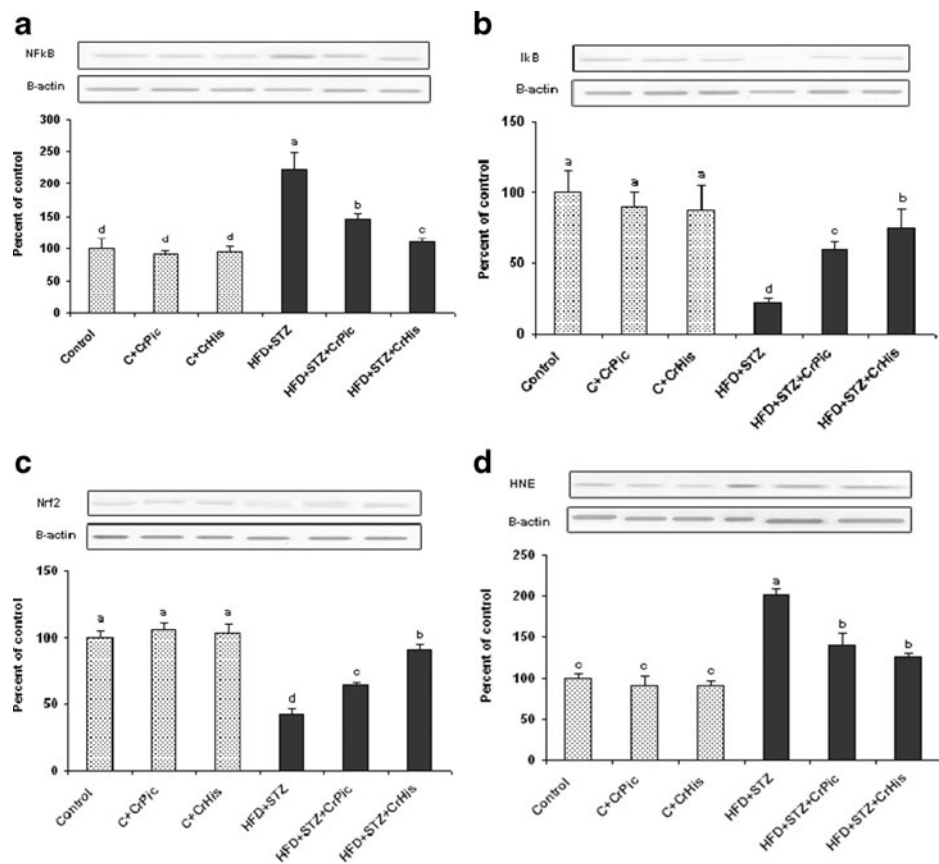 a
NFkB
B-actin
Percent of control
300
250
200
150
100
50
0
d
d
d
a
b
c
Control
C+CrPic
C+CrHis
HFD+STZ
HFD+STZ+CrPic
HFD+STZ+CrHis
b
IkB
B-actin
Percent of control
150
100
50
0
a
a
a
d
c
b
Control
C+CrPic
C+CrHis
HFD+STZ
HFD+STZ+CrPic
HFD+STZ+CrHis
c
Nrf2
B-actin
Percent of control
150
100
50
0
a
a
a
d
c
b
Control
C+CrPic
C+CrHis
HFD+STZ
HFD+STZ+CrPic
HFD+STZ+CrHis
d
HNE
B-actin
Percent of control
250
200
150
100
50
0
c
c
c
a
b
b
Control
C+CrPic
C+CrHis
HFD+STZ
HFD+STZ+CrPic
HFD+STZ+CrHis